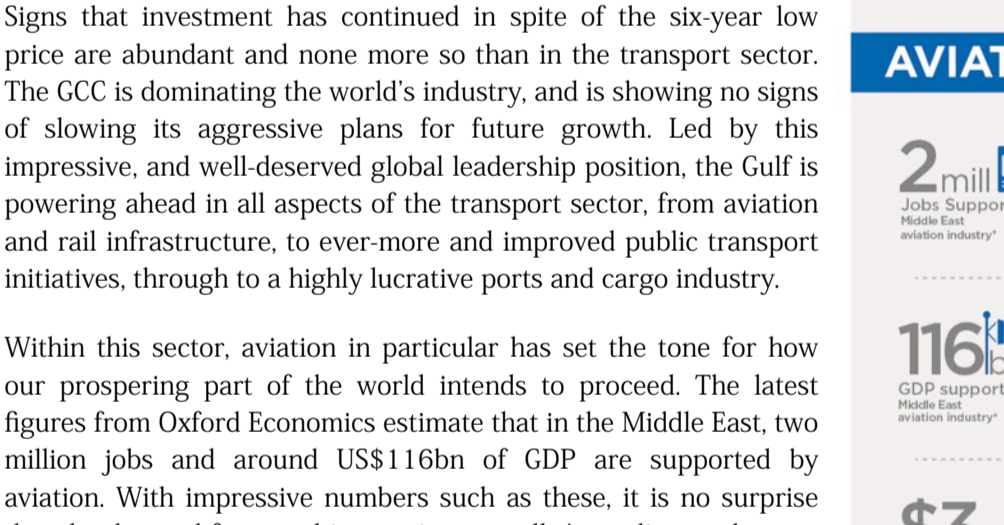 Signs that investment has continued in spite of the six-year low
price are abundant and none more so than in the transport sector.
The GCC is dominating the world's industry, and is showing no signs
of slowing its aggressive plans for future growth. Led by this
impressive, and well-deserved global leadership position, the Gulf is
powering ahead in all aspects of the transport sector, from aviation
and rail infrastructure, to ever-more and improved public transport
initiatives, through to a highly lucrative ports and cargo industry.
Within this sector, aviation in particular has set the tone for how
our prospering part of the world intends to proceed. The latest
figures from Oxford Economics estimate that in the Middle East, two
million jobs and around US$116bn of GDP are supported by
aviation. With impressive numbers such as these, it is no surprise
AVIAT
2 mill
Jobs Suppor
Middle East
aviation industry*
116b
GDP support
Middle East
aviation industry*